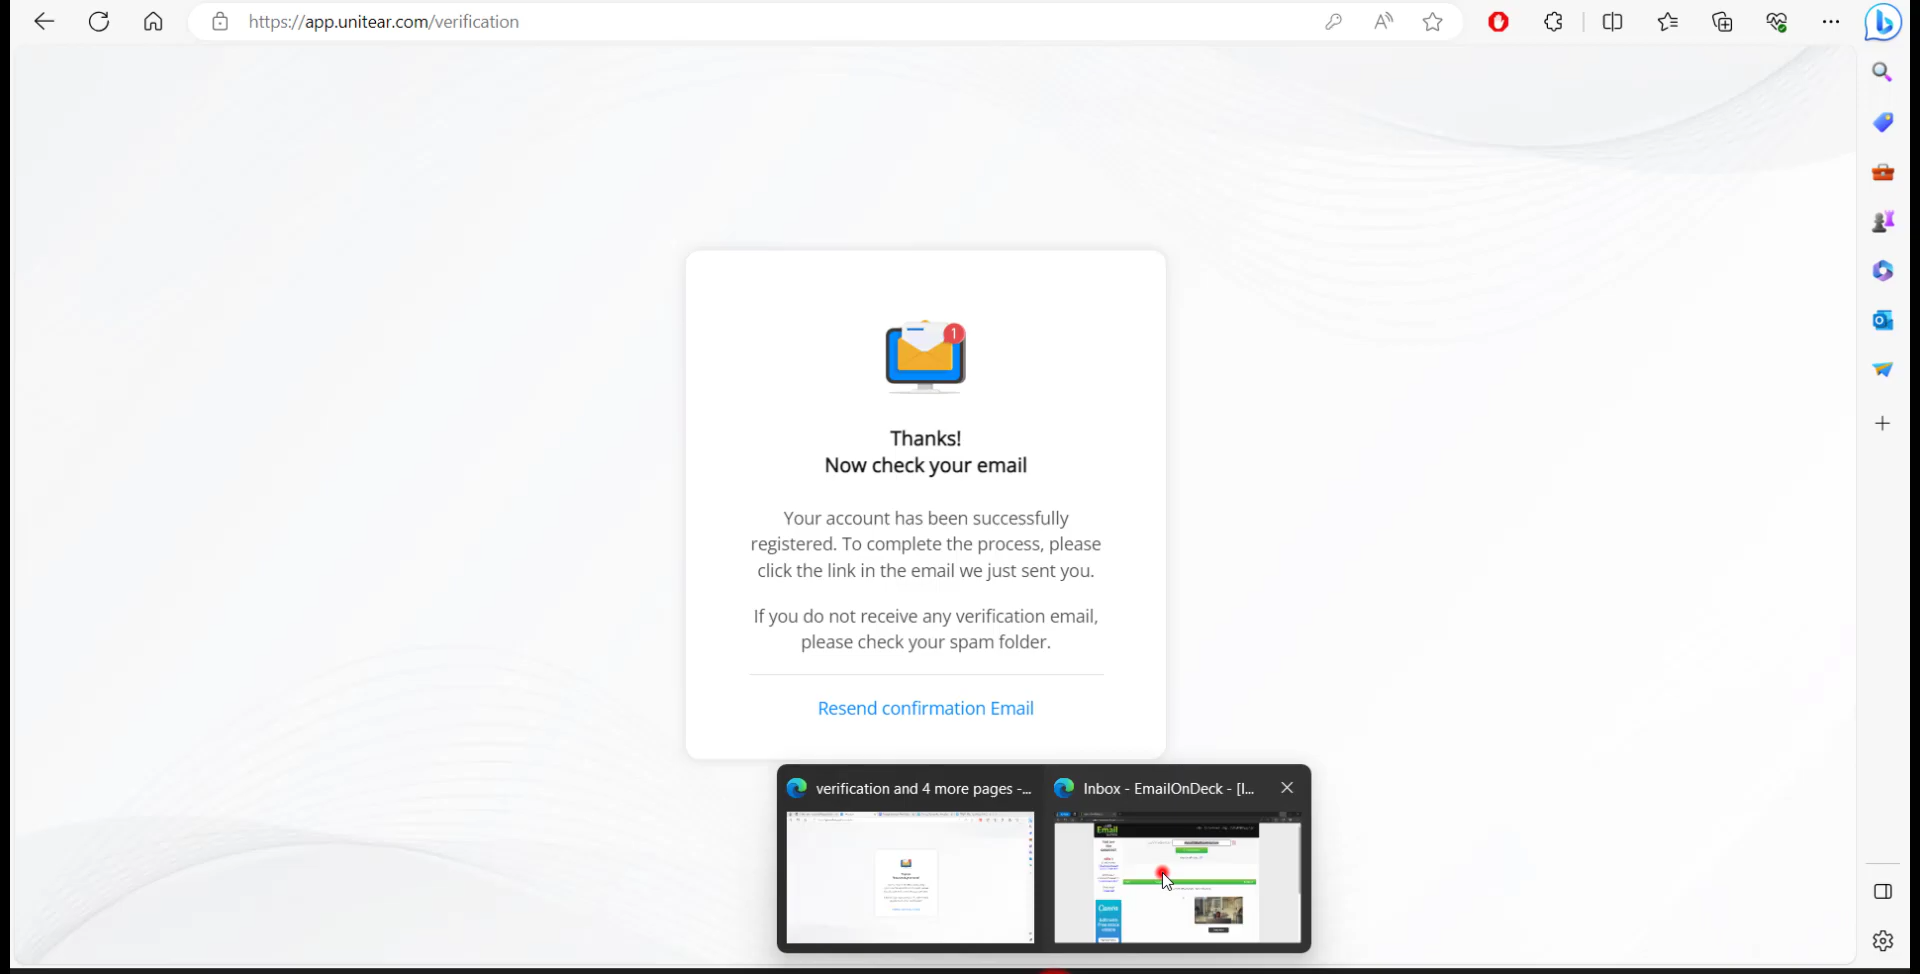 https://app.unitear.com/verification
1
Thanks!
Now check your email
Your account has been successfully
registered. To complete the process, please
click the link in the email we just sent you.
If you do not receive any verification email,
please check your spam folder.
Resend confirmation Email
verification and 4 more pages -...
Inbox - EmailOnDeck - [I...
Email